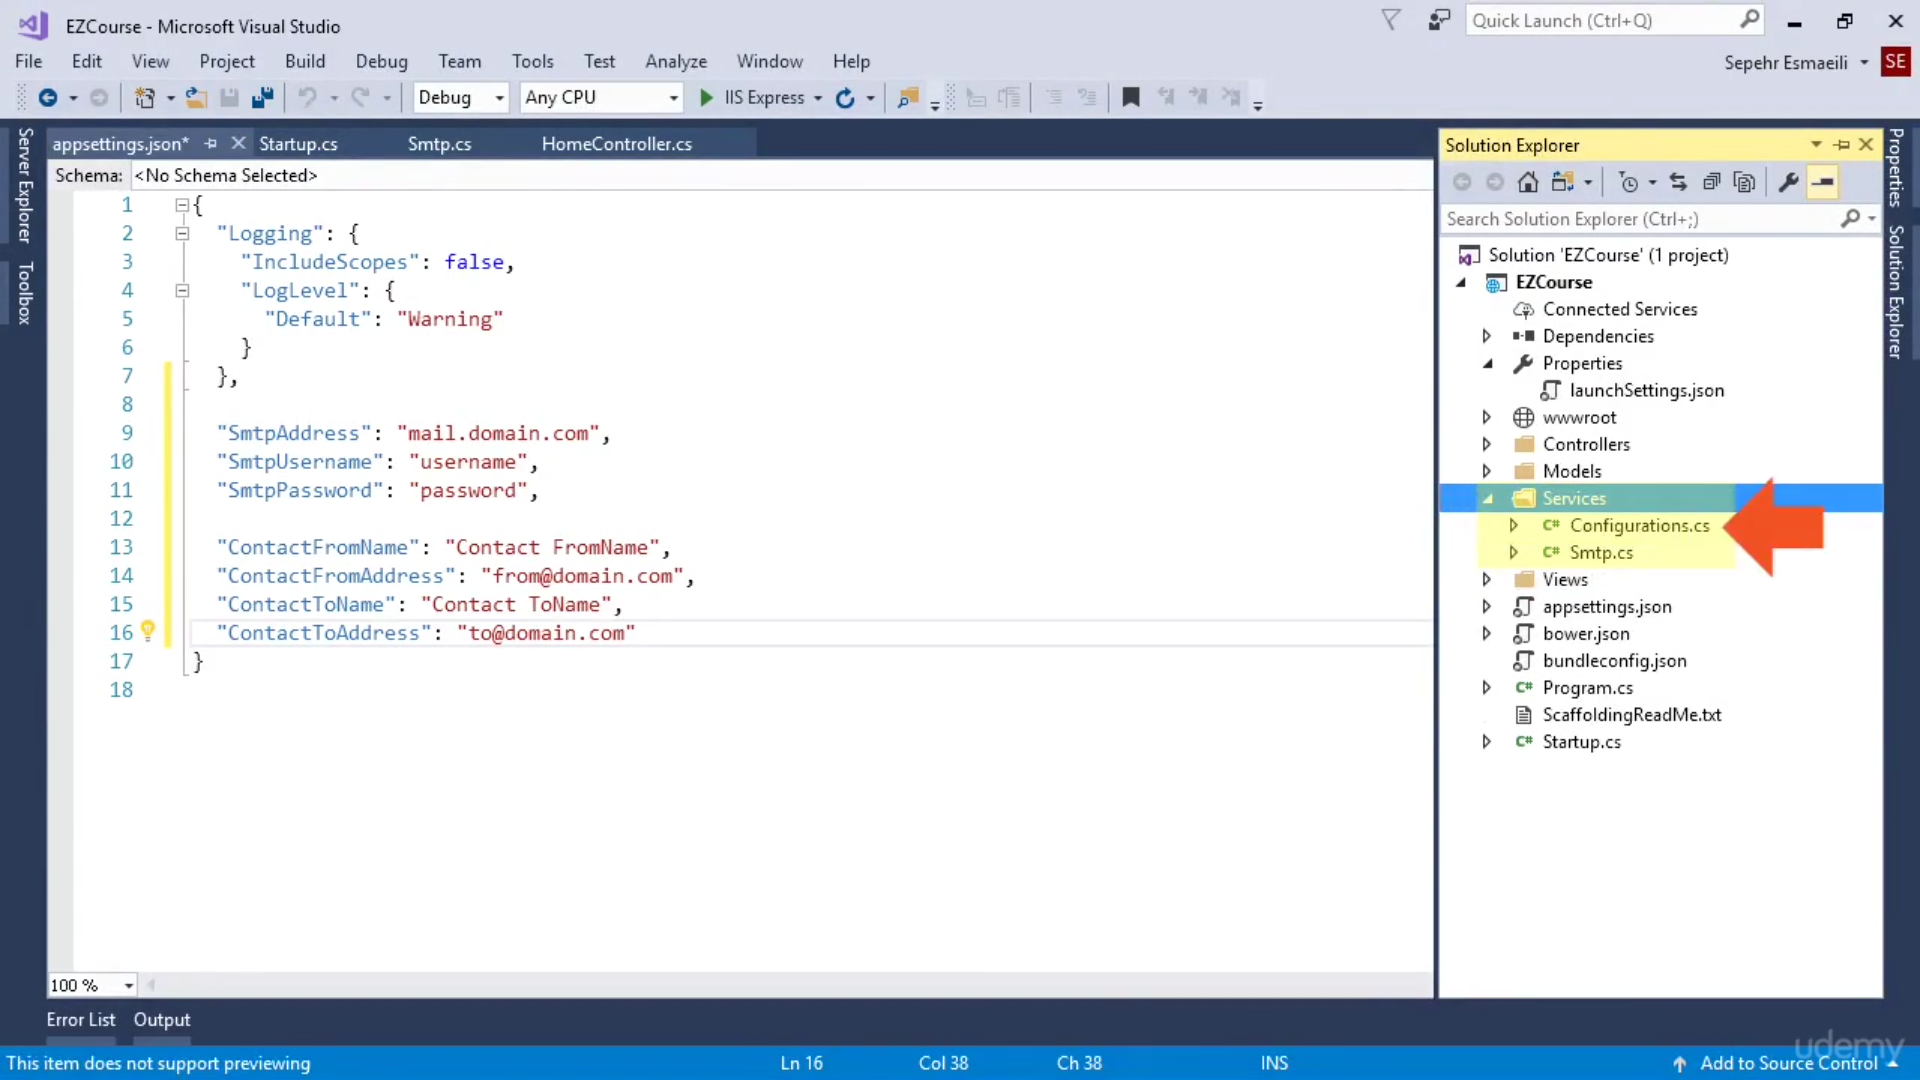 EZCourse - Microsoft Visual Studio
Quick Launch (Ctrl+Q)
File Edit View Project Build Debug Team Tools Test Analyze Window Help
Sepehr Esmaeili SE
Debug Any CPU IIS Express
Server Explorer
Toolbox
appsettings.json* Startup.cs Smtp.cs HomeController.cs
Schema: <No Schema Selected>
1 {
2 "Logging": {
3 "IncludeScopes": false,
4 "LogLevel": {
5 "Default": "Warning"
6 }
7 },
8
9 "SmtpAddress": "mail.domain.com",
10 "SmtpUsername": "username",
11 "SmtpPassword": "password",
12
13 "ContactFromName": "Contact FromName",
14 "ContactFromAddress": "from@domain.com",
15 "ContactToName": "Contact ToName",
16 "ContactToAddress": "to@domain.com"
17 }
18
100 %
Solution Explorer
Search Solution Explorer (Ctrl+;)
Solution 'EZCourse' (1 project)
EZCourse
Connected Services
Dependencies
Properties
launchSettings.json
wwwroot
Controllers
Models
Services
C# Configurations.cs
C# Smtp.cs
Views
appsettings.json
bower.json
bundleconfig.json
C# Program.cs
ScaffoldingReadMe.txt
C# Startup.cs
Properties
Solution Explorer
Error List Output
This item does not support previewing Ln 16 Col 38 Ch 38 INS Add to Source Control
udemy